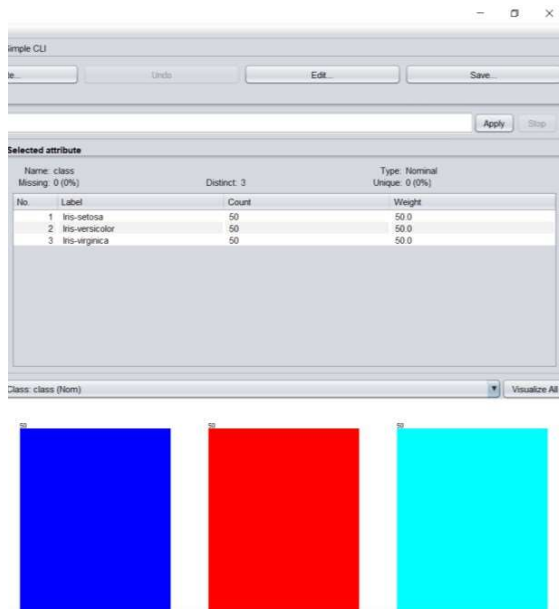 Simple CLI
te...
Undo
Edit...
Save...
Apply
Stop
Selected attribute
Name: class
Type: Nominal
Missing: 0 (0%)
Distinct: 3
Unique: 0 (0%)
No. Label Count Weight
1 Iris-setosa 50 50.0
2 Iris-versicolor 50 50.0
3 Iris-virginica 50 50.0
Class: class (Nom)
Visualize All
50 50 50